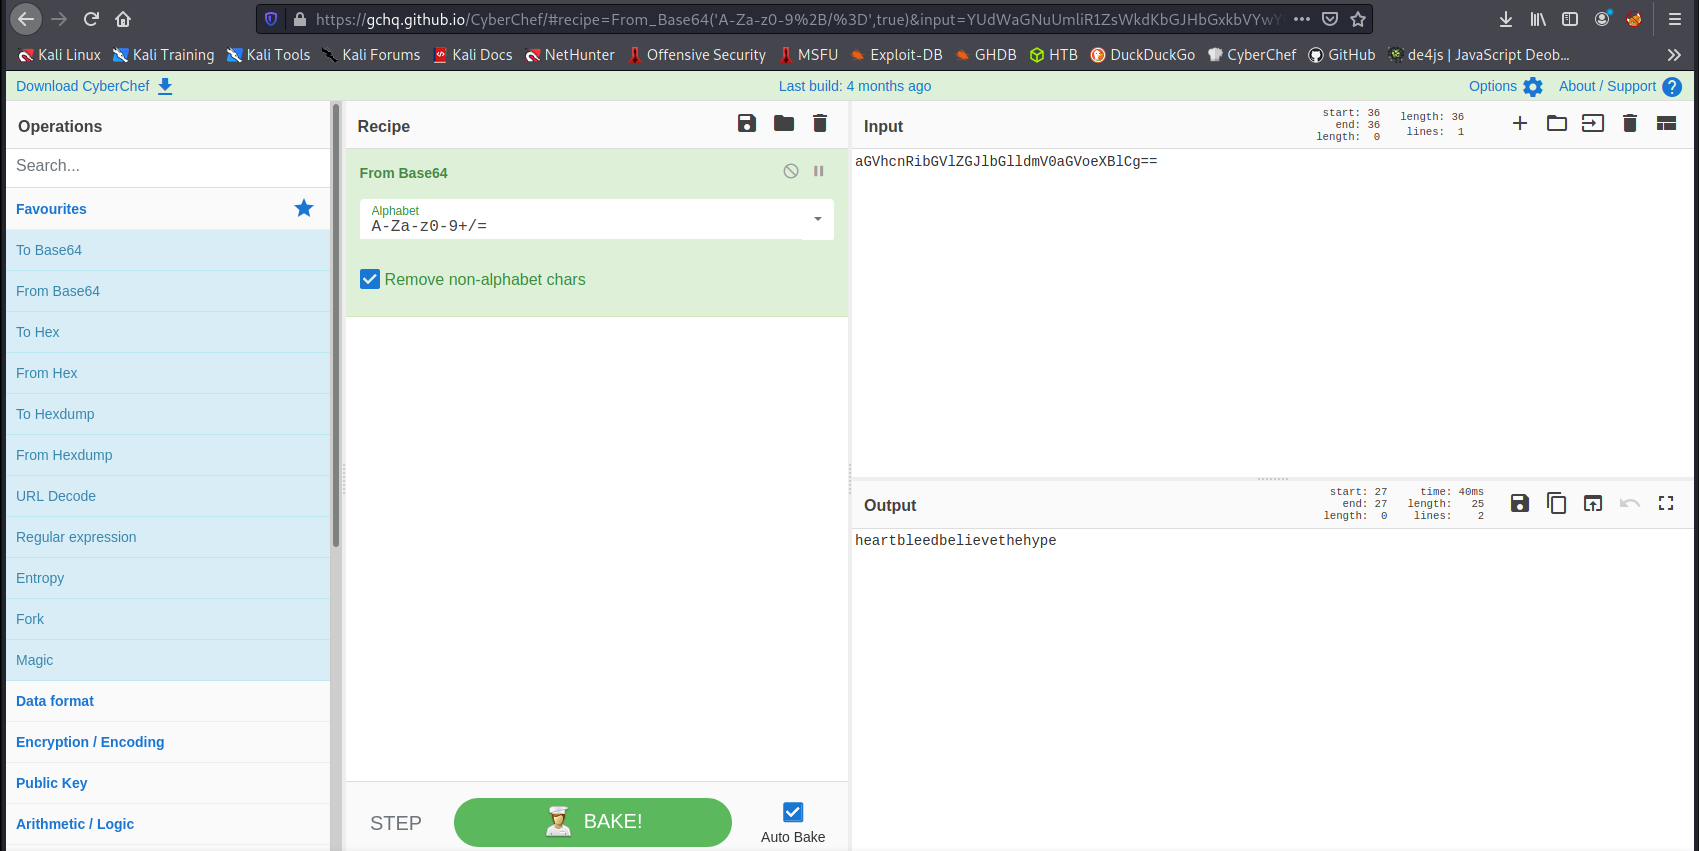 https://gchq.github.io/CyberChef/#recipe=From_Base64('A-Za-z0-9%2B/%3D',true)&input=YUdWaGNuUmliR1ZsWkdKbGJHbGxkbVYwY
Kali Linux Kali Training Kali Tools Kali Forums Kali Docs NetHunter Offensive Security MSFU Exploit-DB GHDB HTB DuckDuckGo CyberChef GitHub de4js | JavaScript Deob...
Download CyberChef Last build: 4 months ago Options About / Support
Operations
Search...
Favourites
To Base64
From Base64
To Hex
From Hex
To Hexdump
From Hexdump
URL Decode
Regular expression
Entropy
Fork
Magic
Data format
Encryption / Encoding
Public Key
Arithmetic / Logic
Recipe
From Base64
Alphabet
A-Za-z0-9+/=
Remove non-alphabet chars
STEP
BAKE!
Auto Bake
Input
start: 36
end: 36
length: 0
length: 36
lines: 1
aGVhcnRibGVlZGJlbGlldmV0aGVoeXBlCg==
Output
start: 27
end: 27
length: 0
time: 40ms
length: 25
lines: 2
heartbleedbelievethehype